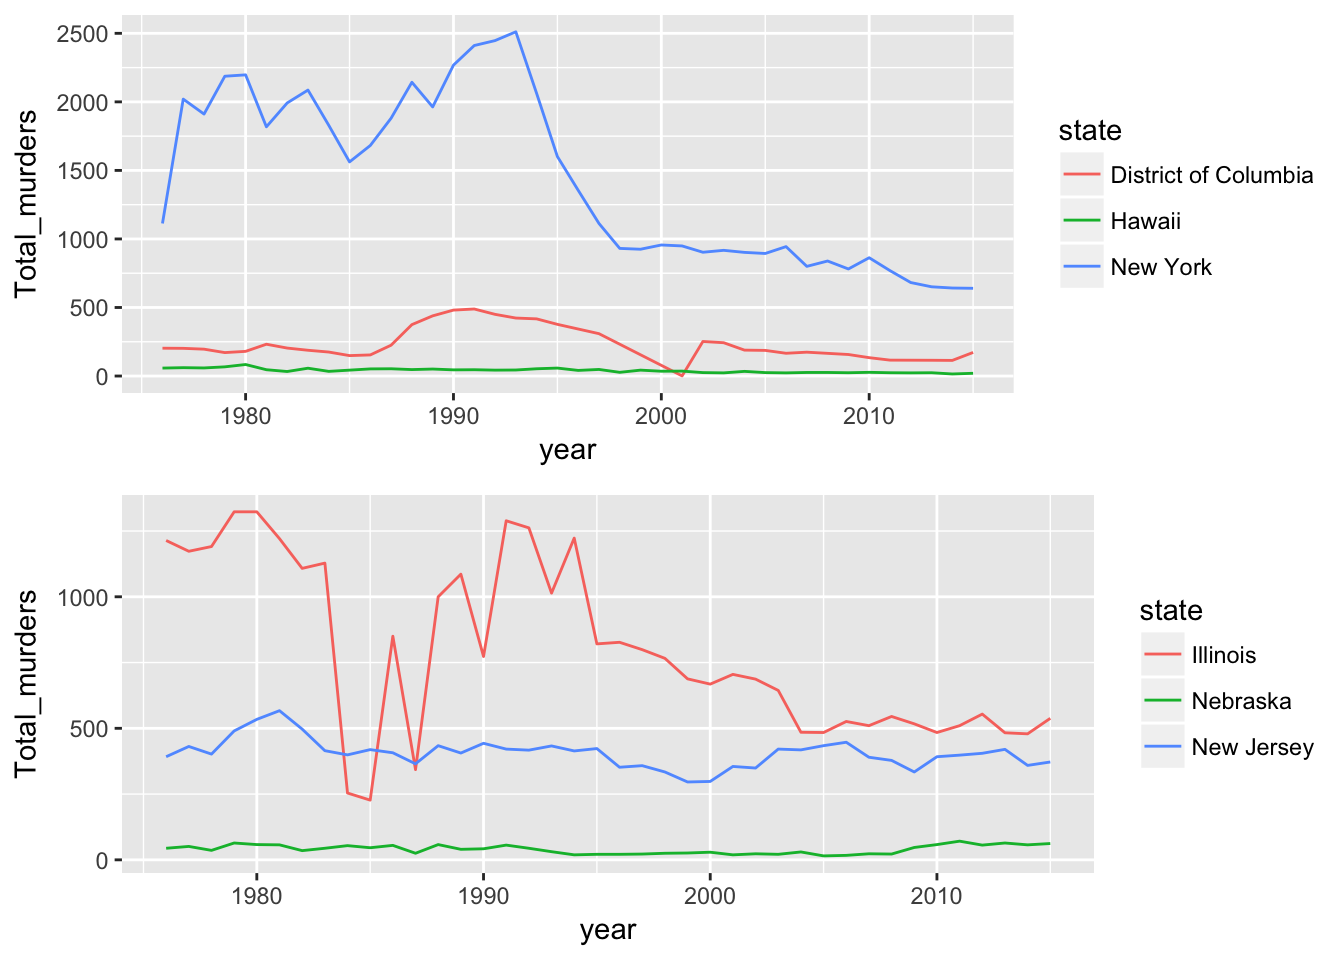 2500
2000
1500
1000
500
0
Total_murders
1980 1990 2000 2010
year
state
District of Columbia
Hawaii
New York
1000
500
0
Total_murders
1980 1990 2000 2010
year
state
Illinois
Nebraska
New Jersey